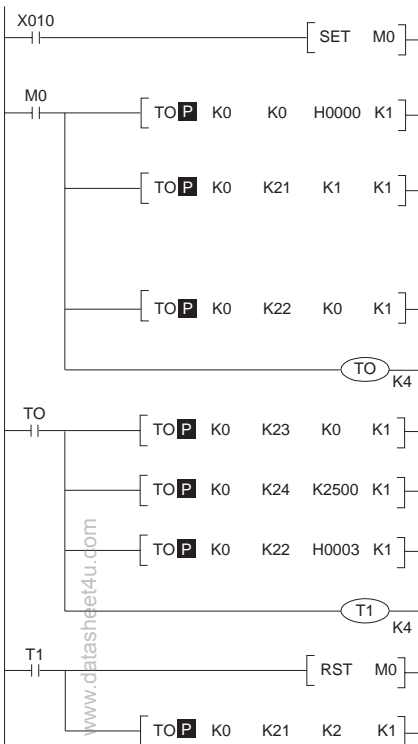 X010
SET M0
M0
TO P K0 K0 H0000 K1
TO P K0 K21 K1 K1
TO P K0 K22 K0 K1
TO
K4
TO
TO P K0 K23 K0 K1
TO P K0 K24 K2500 K1
TO P K0 K22 H0003 K1
T1
K4
T1
RST M0
TO P K0 K21 K2 K1
www.datasheet4u.com